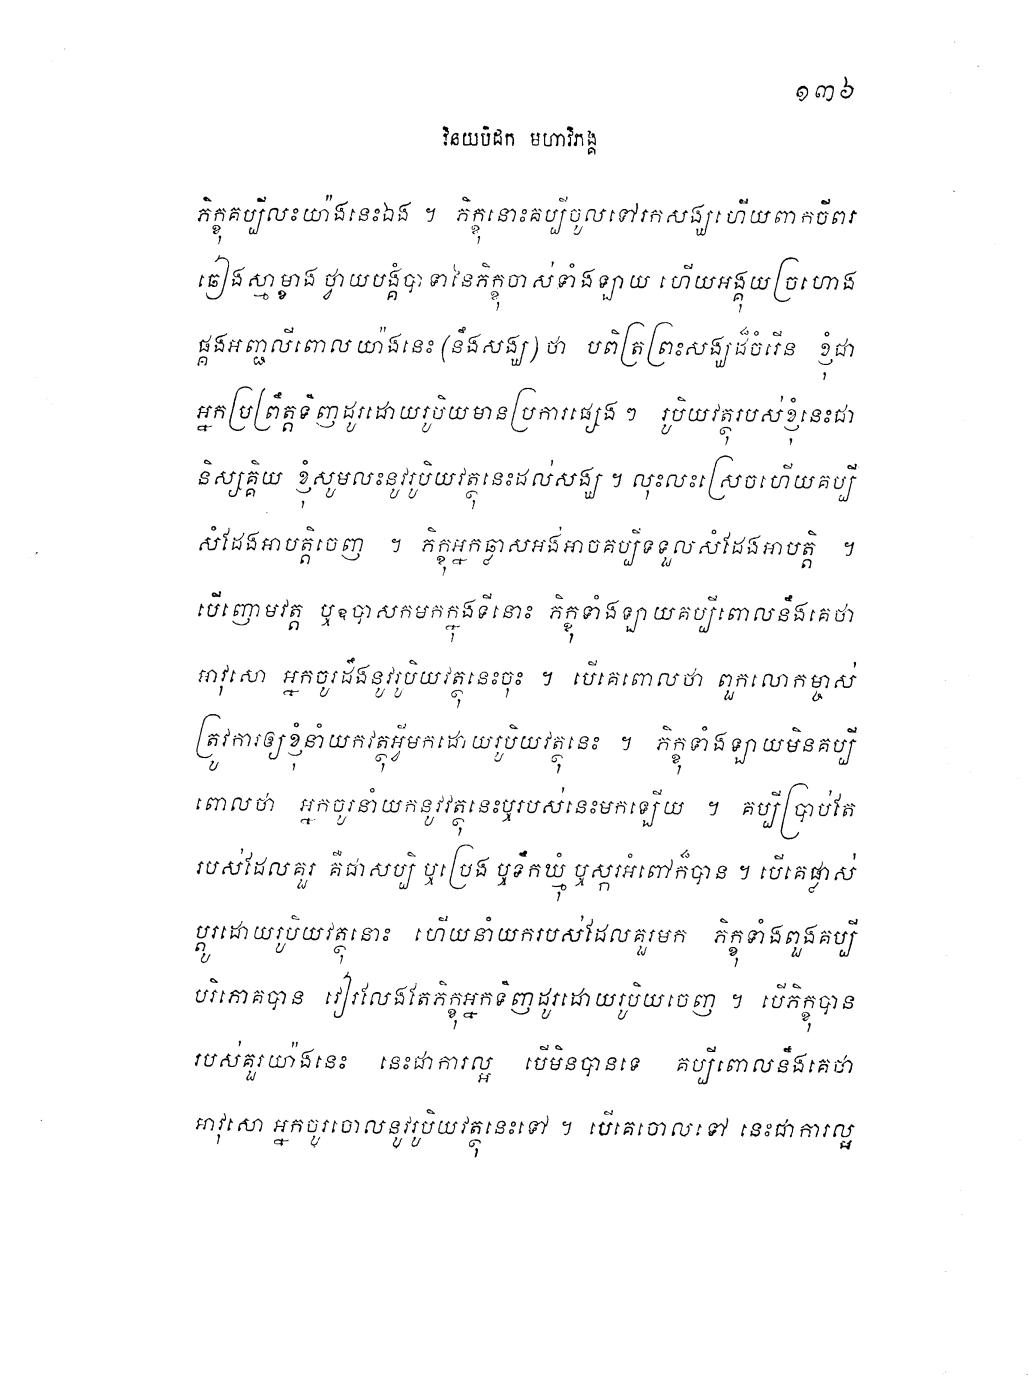 ១៣៦
វិនយបិដក មហាវិភង្គ
ភិក្ខុគប្បីលះយ៉ាងនេះឯង ។ ភិក្ខុនោះគប្បីចូលទៅរកសង្ឃហើយពាក់ចីពរ
ឆៀងស្មាម្ខាង ថ្វាយបង្គំបាទានៃភិក្ខុចាស់ទាំងឡាយ ហើយអង្គុយច្រហោង
ផ្គងអញ្ជលីពោលយ៉ាងនេះ (នឹងសង្ឃ) ថា បពិត្រព្រះសង្ឃដ៏ចំរើន ខ្ញុំជា
អ្នកប្រព្រឹត្តទិញដូរដោយរូបិយមានប្រការផ្សេង ៗ រូបិយវត្ថុរបស់ខ្ញុំនេះជា
និស្សគ្គិយ ខ្ញុំសូមលះនូវរូបិយវត្ថុនេះដល់សង្ឃ ។ លុះលះស្រេចហើយគប្បី
សំដែងអាបត្តិចេញ ។ ភិក្ខុអ្នកឆ្លាសអង់អាចគប្បីទទួលសំដែងអាបត្តិ ។
បើញោមវត្ត ឬឧបាសកមកក្នុងទីនោះ ភិក្ខុទាំងឡាយគប្បីពោលនឹងគេថា
អាវុសោ អ្នកចូរដឹងនូវរូបិយវត្ថុនេះចុះ ។ បើគេពោលថា ពួកលោកម្ចាស់
ត្រូវការឲ្យខ្ញុំនាំយកវត្ថុអ្វីមកដោយរូបិយវត្ថុនេះ ។ ភិក្ខុទាំងឡាយមិនគប្បី
ពោលថា អ្នកចូរនាំយកនូវវត្ថុនេះឬរបស់នេះមកឡើយ ។ គប្បីប្រាប់តែ
របស់ដែលគួរ គឺជាសប្បិ ឬប្រេង ឬទឹកឃ្មុំ ឬស្ករអំពៅក៏បាន ។ បើគេផ្លាស់
ប្តូរដោយរូបិយវត្ថុនោះ ហើយនាំយករបស់ដែលគួរមក ភិក្ខុទាំងពួងគប្បី
បរិភោគបាន វៀរលែងតែភិក្ខុអ្នកទិញដូរដោយរូបិយចេញ ។ បើភិក្ខុបាន
របស់គួរយ៉ាងនេះ នេះជាការល្អ បើមិនបានទេ គប្បីពោលនឹងគេថា
អាវុសោ អ្នកចូរចោលនូវរូបិយវត្ថុនេះទៅ ។ បើគេចោលទៅ នេះជាការល្អ